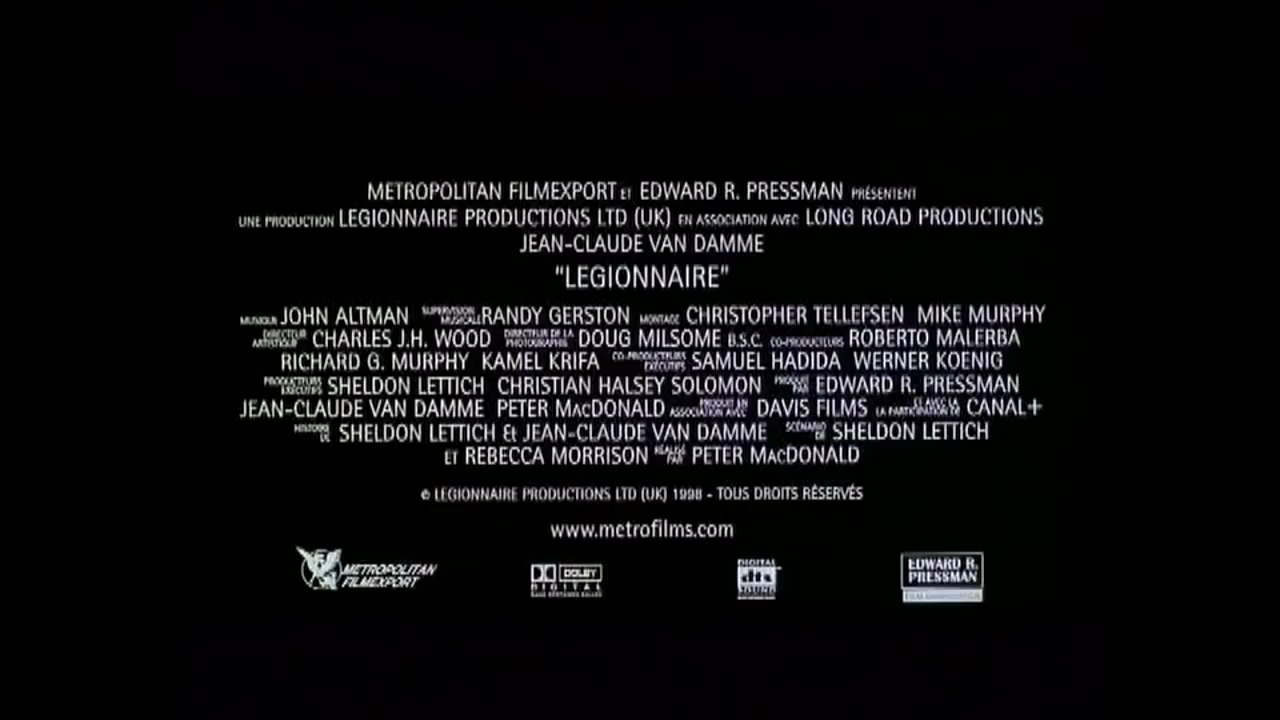 METROPOLITAN FILMEXPORT ET EDWARD R. PRESSMAN PRÉSENTENT
UNE PRODUCTION LEGIONNAIRE PRODUCTIONS LTD (UK) EN ASSOCIATION AVEC LONG ROAD PRODUCTIONS
JEAN-CLAUDE VAN DAMME
"LEGIONNAIRE"
MUSIQUE JOHN ALTMAN SUPERVISION MUSICALE RANDY GERSTON MONTAGE CHRISTOPHER TELLEFSEN MIKE MURPHY
DIRECTEUR ARTISTIQUE CHARLES J.H. WOOD DIRECTEUR DE LA PHOTOGRAPHIE DOUG MILSOME B.S.C. CO-PRODUCTEURS ROBERTO MALERBA
RICHARD G. MURPHY KAMEL KRIFA CO-PRODUCTEURS EXÉCUTIFS SAMUEL HADIDA WERNER KOENIG
PRODUCTEURS EXÉCUTIFS SHELDON LETTICH CHRISTIAN HALSEY SOLOMON PRODUIT PAR EDWARD R. PRESSMAN
JEAN-CLAUDE VAN DAMME PETER MACDONALD PRODUIT EN ASSOCIATION AVEC DAVIS FILMS ET AVEC LA PARTICIPATION DE CANAL+
HISTOIRE DE SHELDON LETTICH Et JEAN-CLAUDE VAN DAMME SCÉNARIO DE SHELDON LETTICH
ET REBECCA MORRISON RÉALISÉ PAR PETER MACDONALD
© LEGIONNAIRE PRODUCTIONS LTD (UK) 1998 - TOUS DROITS RÉSERVÉS
www.metrofilms.com
METROPOLITAN FILMEXPORT
DOLBY DIGITAL
DIGITAL dts SOUND
EDWARD R. PRESSMAN